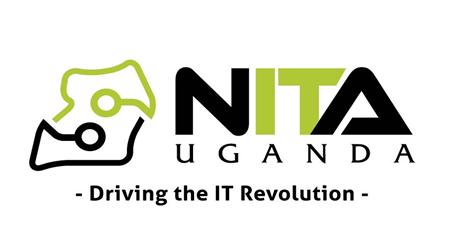 NITA
UGANDA
- Driving the IT Revolution -